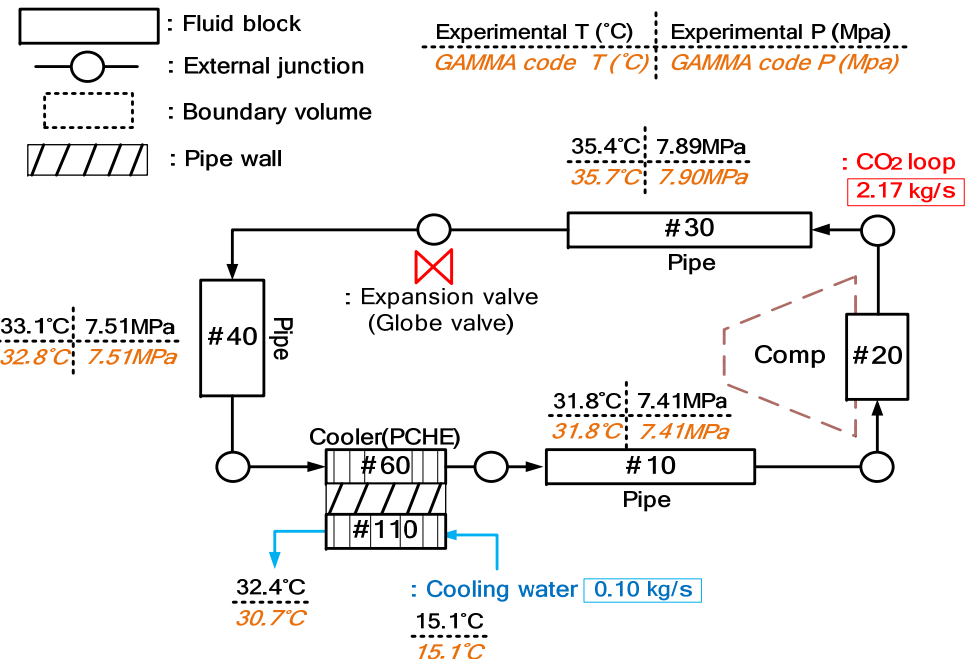 : Fluid block
: External junction
: Boundary volume
: Pipe wall
Experimental T (°C) Experimental P (Mpa)
GAMMA code T (°C) GAMMA code P (Mpa)
35.4°C 7.89MPa
35.7°C 7.90MPa
: CO2 loop
2.17 kg/s
#30
Pipe
: Expansion valve
(Globe valve)
33.1°C 7.51MPa
32.8°C 7.51MPa
#40
Pipe
Comp
#20
31.8°C 7.41MPa
31.8°C 7.41MPa
Cooler(PCHE)
#60
#10
Pipe
#110
32.4°C
30.7°C
: Cooling water 0.10 kg/s
15.1°C
15.1°C